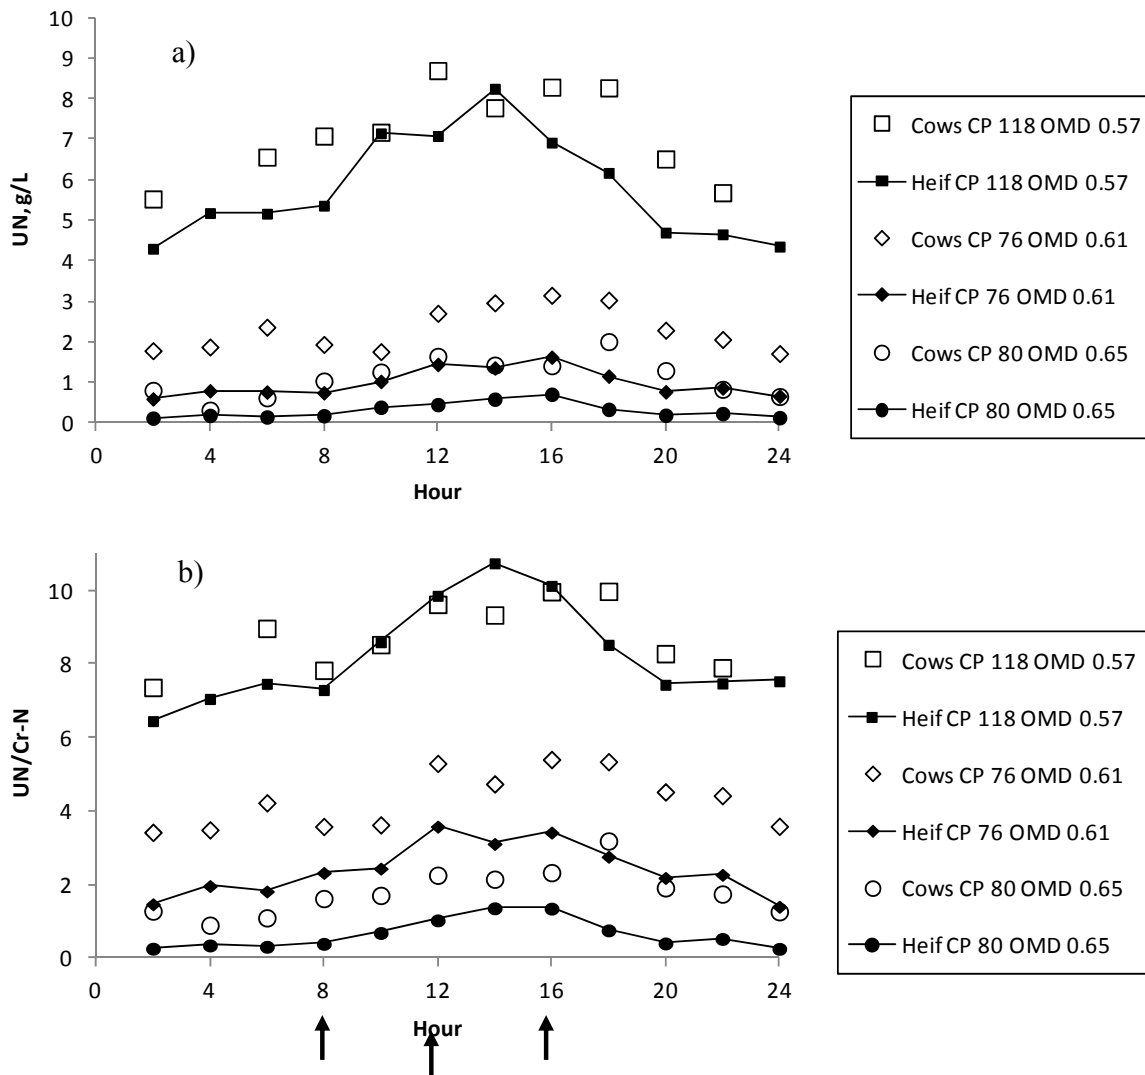 a)
10
9
8
7
6
5
4
3
2
1
0
UN,g/L
0 4 8 12 16 20 24
Hour
Cows CP 118 OMD 0.57
Heif CP 118 OMD 0.57
Cows CP 76 OMD 0.61
Heif CP 76 OMD 0.61
Cows CP 80 OMD 0.65
Heif CP 80 OMD 0.65
b)
10
8
6
4
2
0
UN/Cr-N
0 4 8 12 16 20 24
Hour
Cows CP 118 OMD 0.57
Heif CP 118 OMD 0.57
Cows CP 76 OMD 0.61
Heif CP 76 OMD 0.61
Cows CP 80 OMD 0.65
Heif CP 80 OMD 0.65